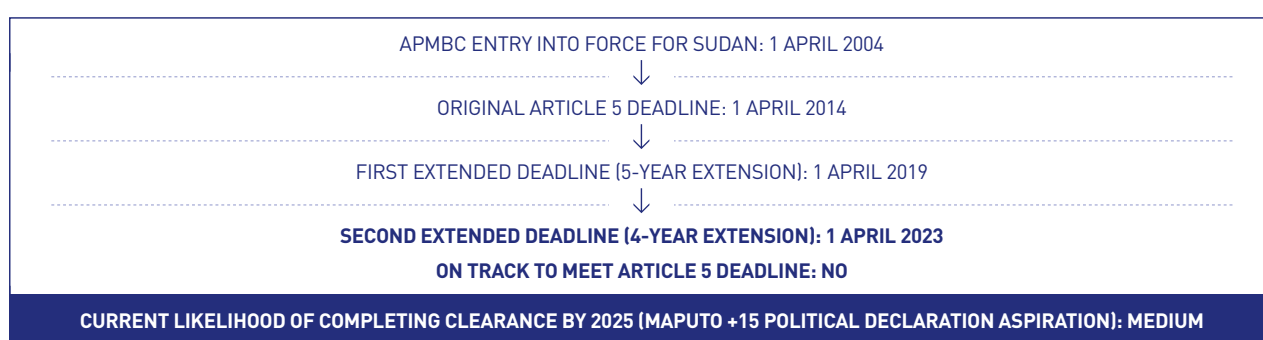 APMBC ENTRY INTO FORCE FOR SUDAN: 1 APRIL 2004
ORIGINAL ARTICLE 5 DEADLINE: 1 APRIL 2014
FIRST EXTENDED DEADLINE (5-YEAR EXTENSION): 1 APRIL 2019
SECOND EXTENDED DEADLINE (4-YEAR EXTENSION): 1 APRIL 2023
ON TRACK TO MEET ARTICLE 5 DEADLINE: NO
CURRENT LIKELIHOOD OF COMPLETING CLEARANCE BY 2025 (MAPUTO +15 POLITICAL DECLARATION ASPIRATION): MEDIUM